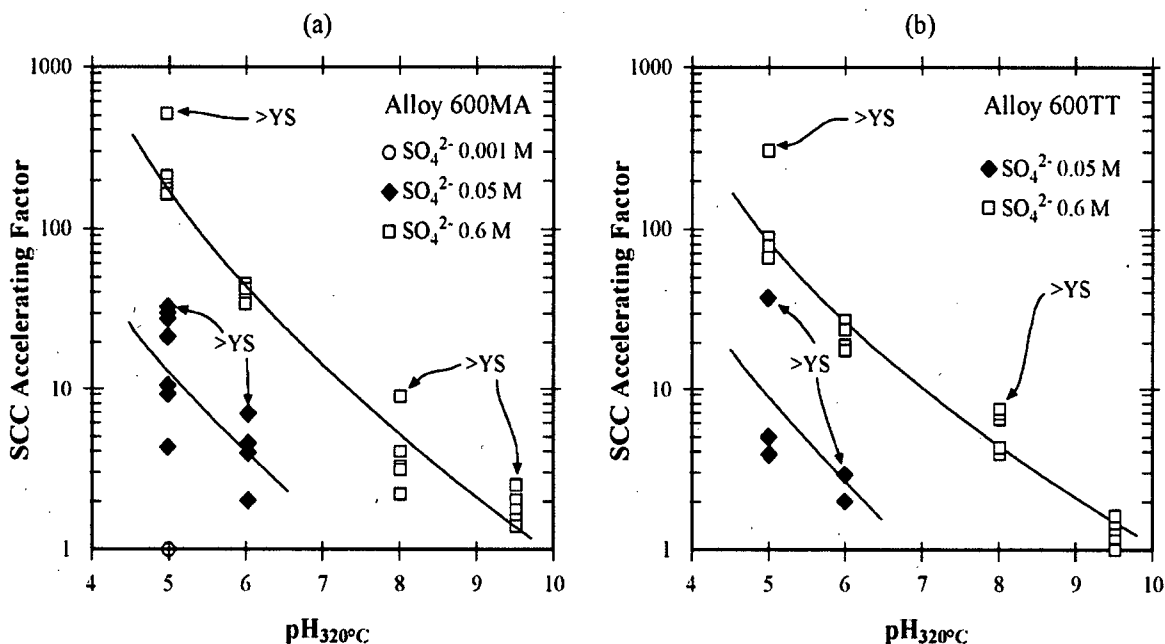 (a)
SCC Accelerating Factor
1000
100
10
1
4 5 6 7 8 9 10
pH320°C
Alloy 600MA
SO₄²⁻ 0.001 M
SO₄²⁻ 0.05 M
SO₄²⁻ 0.6 M
>YS
>YS
>YS
(b)
SCC Accelerating Factor
1000
100
10
1
4 5 6 7 8 9 10
pH320°C
Alloy 600TT
SO₄²⁻ 0.05 M
SO₄²⁻ 0.6 M
>YS
>YS
>YS